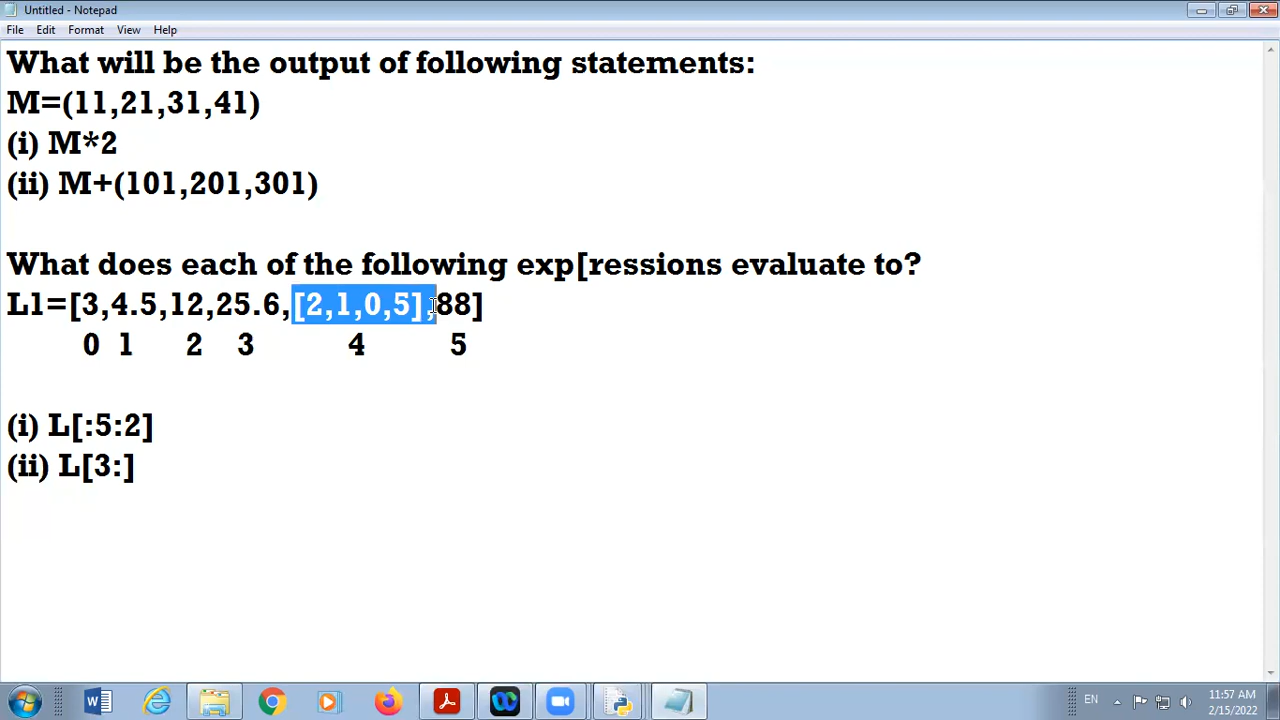 Untitled - Notepad
File Edit Format View Help
What will be the output of following statements:
M=(11,21,31,41)
(i) M*2
(ii) M+(101,201,301)
What does each of the following exp[ressions evaluate to?
L1=[3,4.5,12,25.6,[2,1,0,5],88]
0 1 2 3 4 5
(i) L[:5:2]
(ii) L[3:]
EN
11:57 AM
2/15/2022